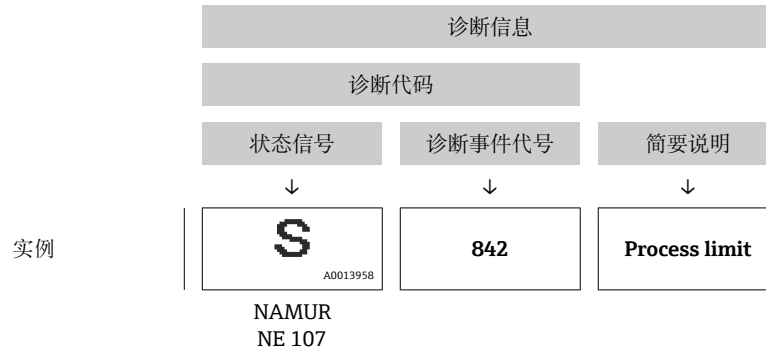 诊断信息
诊断代码
状态信号 诊断事件代号 简要说明
↓ ↓ ↓
实例 S 842 Process limit
A0013958
NAMUR
NE 107